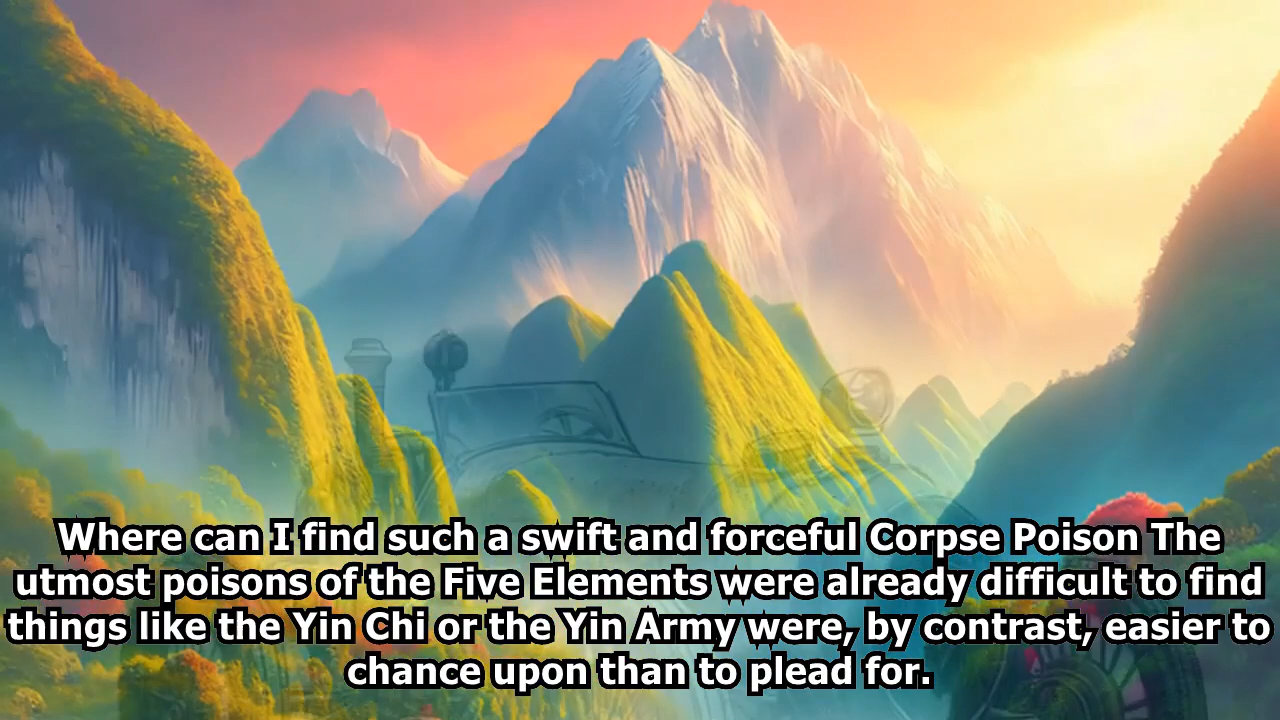 Where can I find such a swift and forceful Corpse Poison The
utmost poisons of the Five Elements were already difficult to find
things like the Yin Chi or the Yin Army were, by contrast, easier to
chance upon than to plead for.